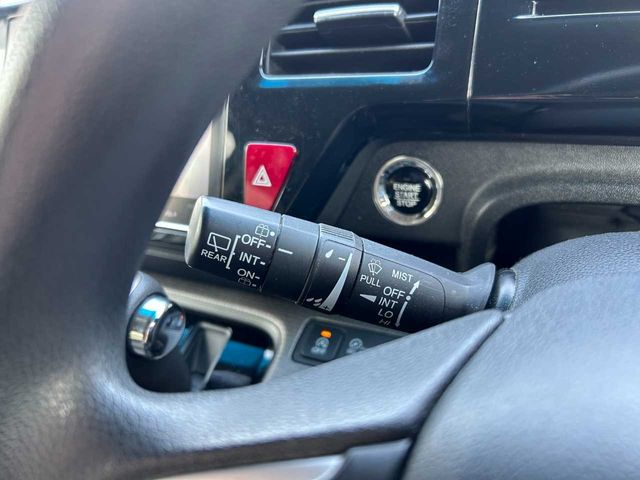 ENGINE
START
STOP
REAR
OFF
INT
ON
PULL
MIST
OFF
INT
LO
HI